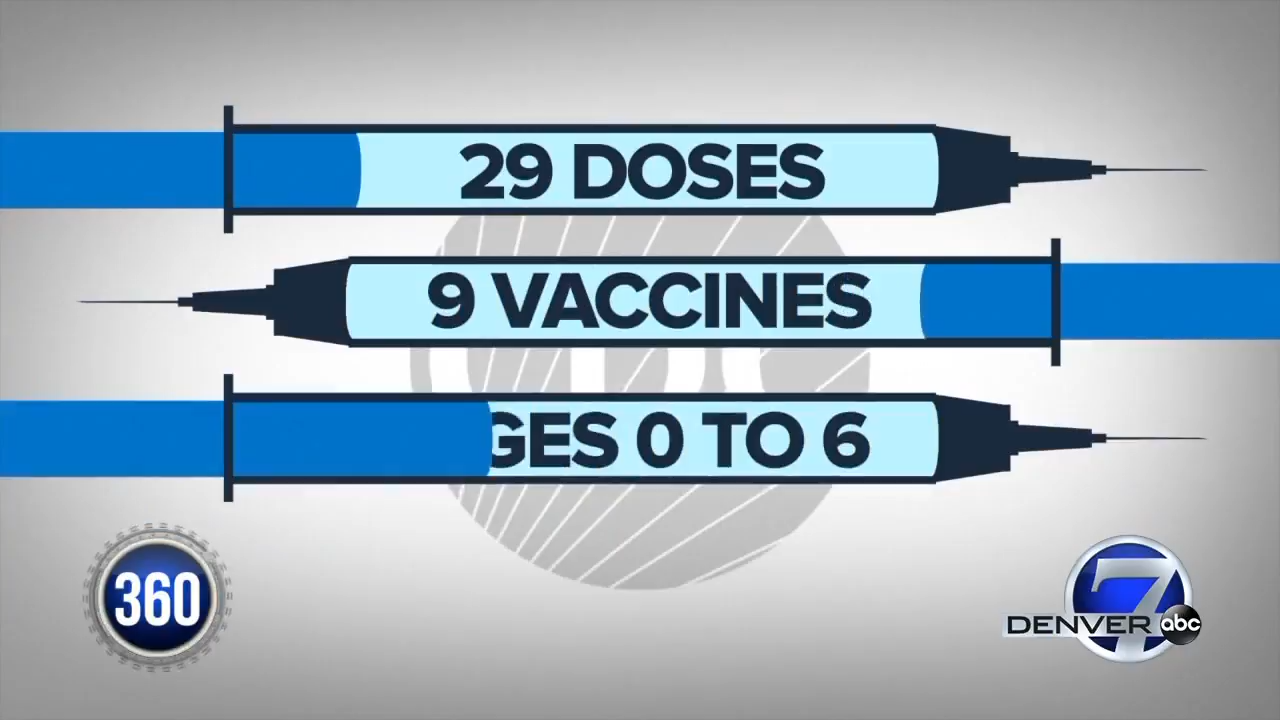 29 DOSES
9 VACCINES
GES 0 TO 6
360
7
DENVER abc